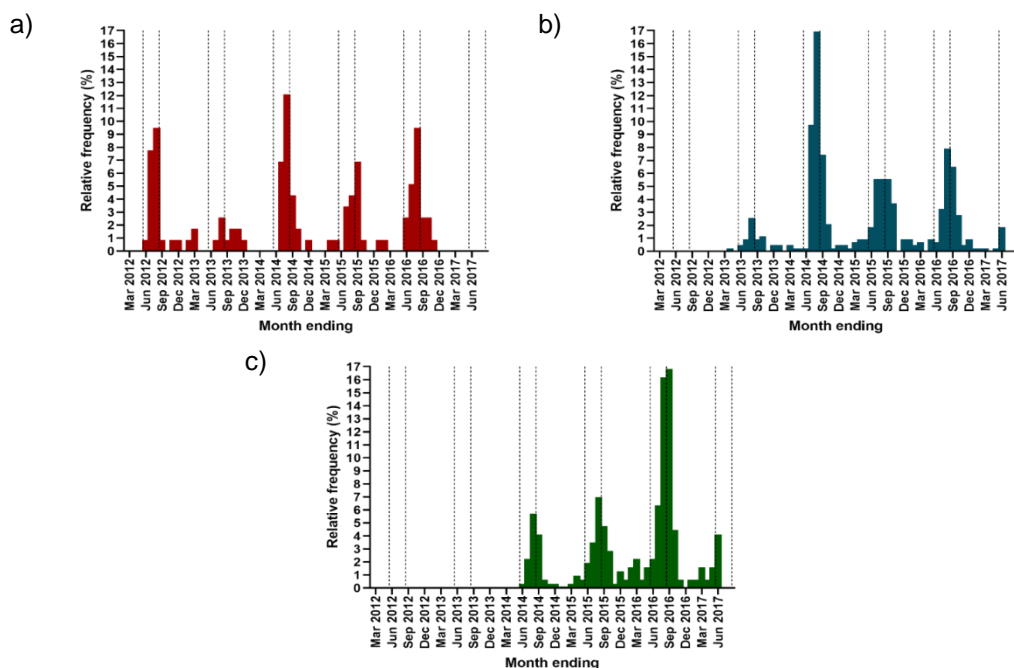 a)
Relative frequency (%)
17
16
15
14
13
12
11
10
9
8
7
6
5
4
3
2
1
0
Mar 2012
Jun 2012
Sep 2012
Dec 2012
Mar 2013
Jun 2013
Sep 2013
Dec 2013
Mar 2014
Jun 2014
Sep 2014
Dec 2014
Mar 2015
Jun 2015
Sep 2015
Dec 2015
Mar 2016
Jun 2016
Sep 2016
Dec 2016
Mar 2017
Jun 2017
Month ending
b)
Relative frequency (%)
17
16
15
14
13
12
11
10
9
8
7
6
5
4
3
2
1
0
Mar 2012
Jun 2012
Sep 2012
Dec 2012
Mar 2013
Jun 2013
Sep 2013
Dec 2013
Mar 2014
Jun 2014
Sep 2014
Dec 2014
Mar 2015
Jun 2015
Sep 2015
Dec 2015
Mar 2016
Jun 2016
Sep 2016
Dec 2016
Mar 2017
Jun 2017
Month ending
c)
Relative frequency (%)
17
16
15
14
13
12
11
10
9
8
7
6
5
4
3
2
1
0
Mar 2012
Jun 2012
Sep 2012
Dec 2012
Mar 2013
Jun 2013
Sep 2013
Dec 2013
Mar 2014
Jun 2014
Sep 2014
Dec 2014
Mar 2015
Jun 2015
Sep 2015
Dec 2015
Mar 2016
Jun 2016
Sep 2016
Dec 2016
Mar 2017
Jun 2017
Month ending